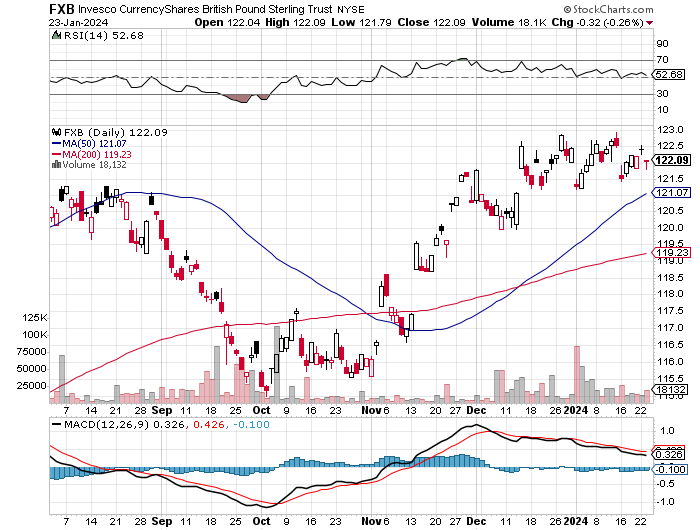 FXB Invesco CurrencyShares British Pound Sterling Trust NYSE © StockCharts.com
23-Jan-2024 Open 122.04 High 122.09 Low 121.79 Close 122.09 Volume 18.1K Chg -0.32 (-0.26%)
RSI(14) 52.68
90
70
52.68
30
10
FXB (Daily) 122.09
MA(50) 121.07
MA(200) 119.23
Volume 18,132
123.0
122.5
122.09
121.5
121.07
120.5
120.0
119.5
119.23
119.0
118.5
118.0
117.5
117.0
116.5
116.0
115.5
115.0
125K
100K
75000
50000
25000
18132
7 14 21 28 Sep 11 18 25 Oct 9 16 23 Nov 6 13 20 27 Dec 11 18 26 2024 8 16 22
MACD(12,26,9) 0.326, 0.426, -0.100
1.0
0.326
-0.100
-0.5
-1.0
7 14 21 28 Sep 11 18 25 Oct 9 16 23 Nov 6 13 20 27 Dec 11 18 26 2024 8 16 22